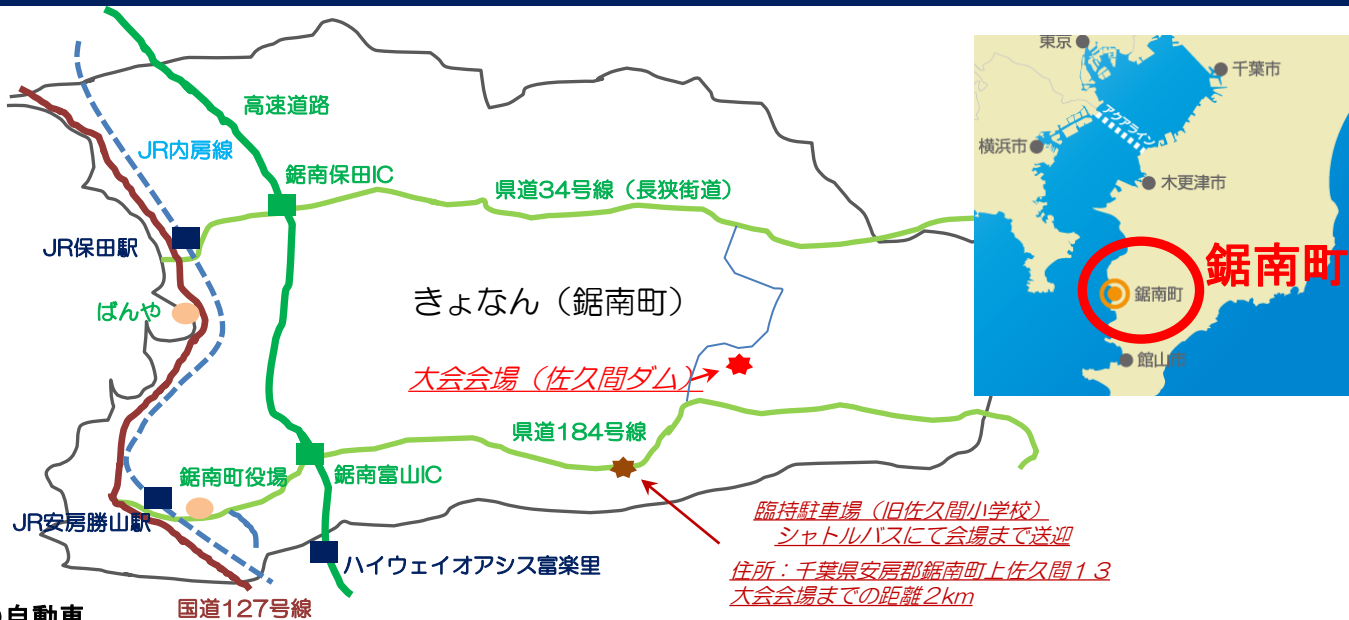 高速道路
JR内房線
鋸南保田IC
県道34号線（長狭街道）
JR保田駅
ばんや
きょなん（鋸南町）
大会会場（佐久間ダム）
県道184号線
鋸南町役場
鋸南富山IC
JR安房勝山駅
臨持駐車場（旧佐久間小学校）
シャトルバスにて会場まで送迎
ハイウェイオアシス富楽里
住所：千葉県安房郡鋸南町上佐久間１３
大会会場までの距離２km
国道127号線
自動車
東京
千葉市
アクアライン
横浜市
木更津市
鋸南町
鋸南町
館山市